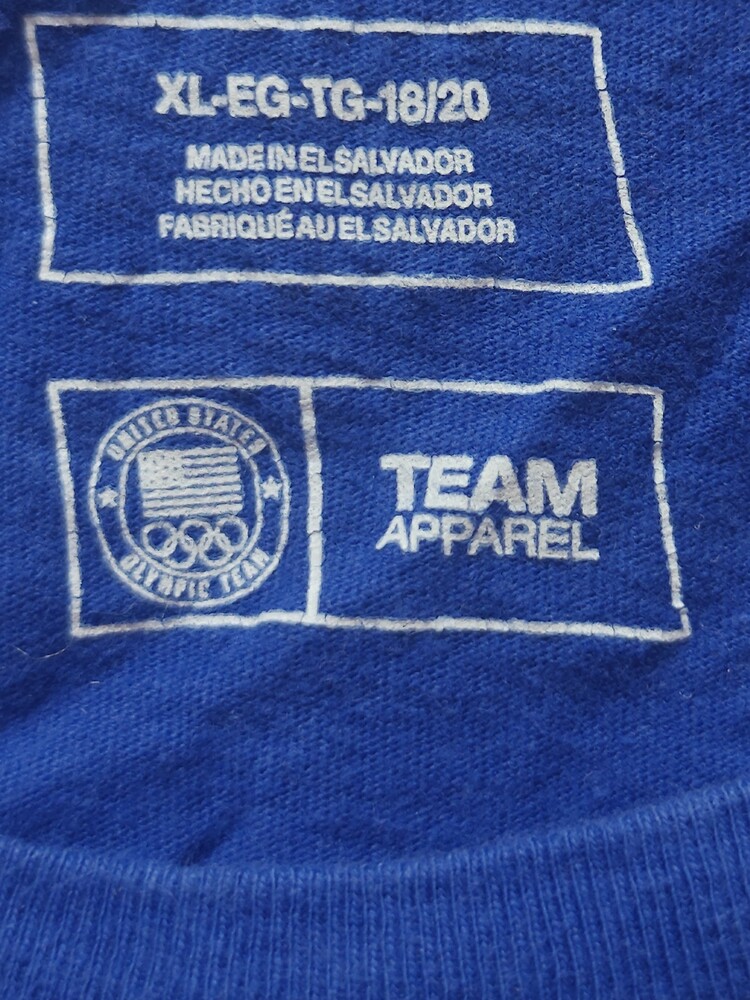 XL-EG-TG-18/20
MADE IN EL SALVADOR
HECHO EN EL SALVADOR
FABRIQUÉ AU EL SALVADOR
UNITED STATES
OLYMPIC TEAM
TEAM
APPAREL